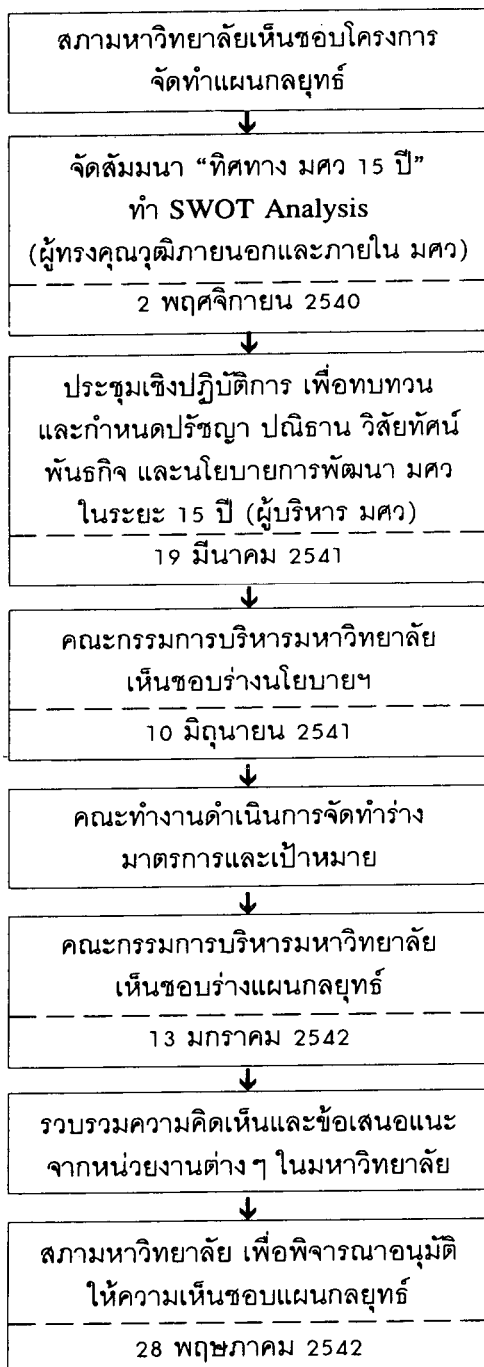 สภามหาวิทยาลัยเห็นชอบโครงการ
จัดทำแผนกลยุทธ์
จัดสัมมนา “ทิศทาง มศว 15 ปี”
ทำ SWOT Analysis
(ผู้ทรงคุณวุฒิภายนอกและภายใน มศว)
2 พฤศจิกายน 2540
ประชุมเชิงปฏิบัติการ เพื่อทบทวน
และกำหนดปรัชญา ปณิธาน วิสัยทัศน์
พันธกิจ และนโยบายการพัฒนา มศว
ในระยะ 15 ปี (ผู้บริหาร มศว)
19 มีนาคม 2541
คณะกรรมการบริหารมหาวิทยาลัย
เห็นชอบร่างนโยบายฯ
10 มิถุนายน 2541
คณะทำงานดำเนินการจัดทำร่าง
มาตรการและเป้าหมาย
คณะกรรมการบริหารมหาวิทยาลัย
เห็นชอบร่างแผนกลยุทธ์
13 มกราคม 2542
รวบรวมความคิดเห็นและข้อเสนอแนะ
จากหน่วยงานต่าง ๆ ในมหาวิทยาลัย
สภามหาวิทยาลัย เพื่อพิจารณาอนุมัติ
ให้ความเห็นชอบแผนกลยุทธ์
28 พฤษภาคม 2542